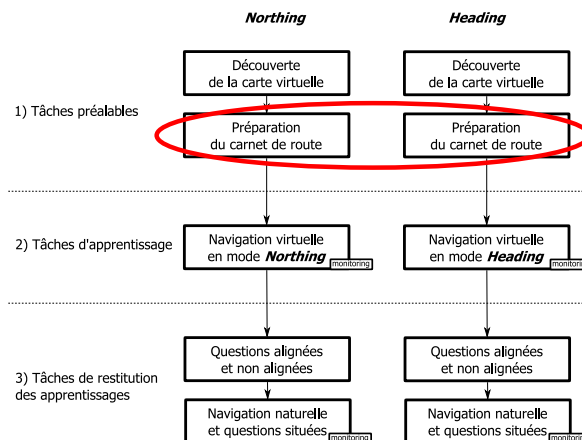 Northing
Heading
Découverte
de la carte virtuelle
Découverte
de la carte virtuelle
1) Tâches préalables
Préparation
du carnet de route
Préparation
du carnet de route
2) Tâches d'apprentissage
Navigation virtuelle
en mode Northing
monitoring
Navigation virtuelle
en mode Heading
monitoring
3) Tâches de restitution
des apprentissages
Questions alignées
et non alignées
Questions alignées
et non alignées
Navigation naturelle
et questions situées
monitoring
Navigation naturelle
et questions situées
monitoring